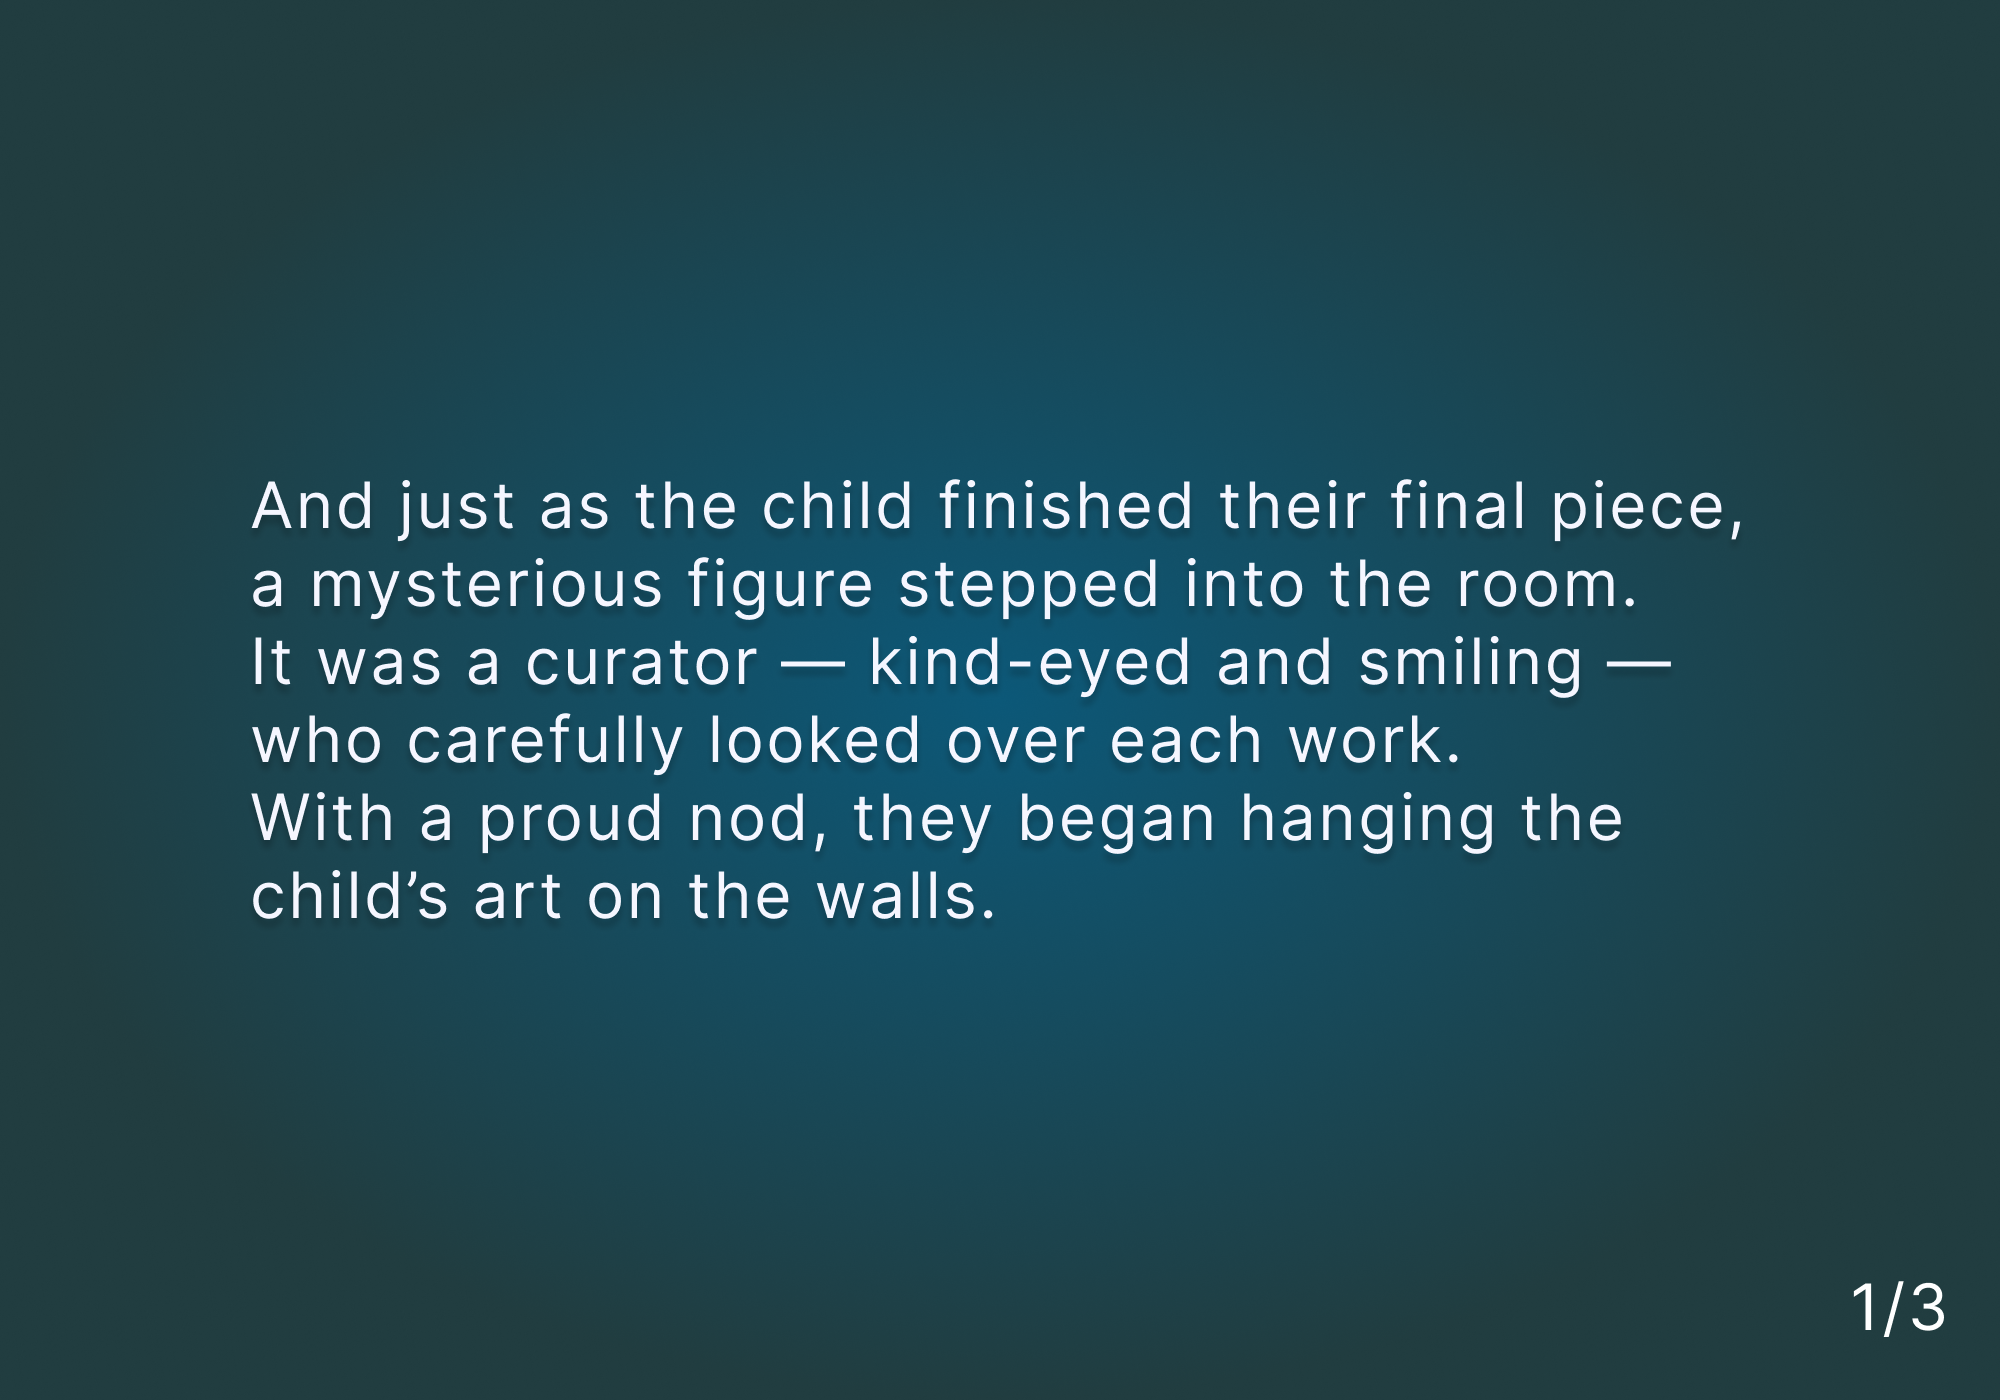 And just as the child finished their final piece,
a mysterious figure stepped into the room.
It was a curator — kind-eyed and smiling —
who carefully looked over each work.
With a proud nod, they began hanging the
child’s art on the walls.
1/3